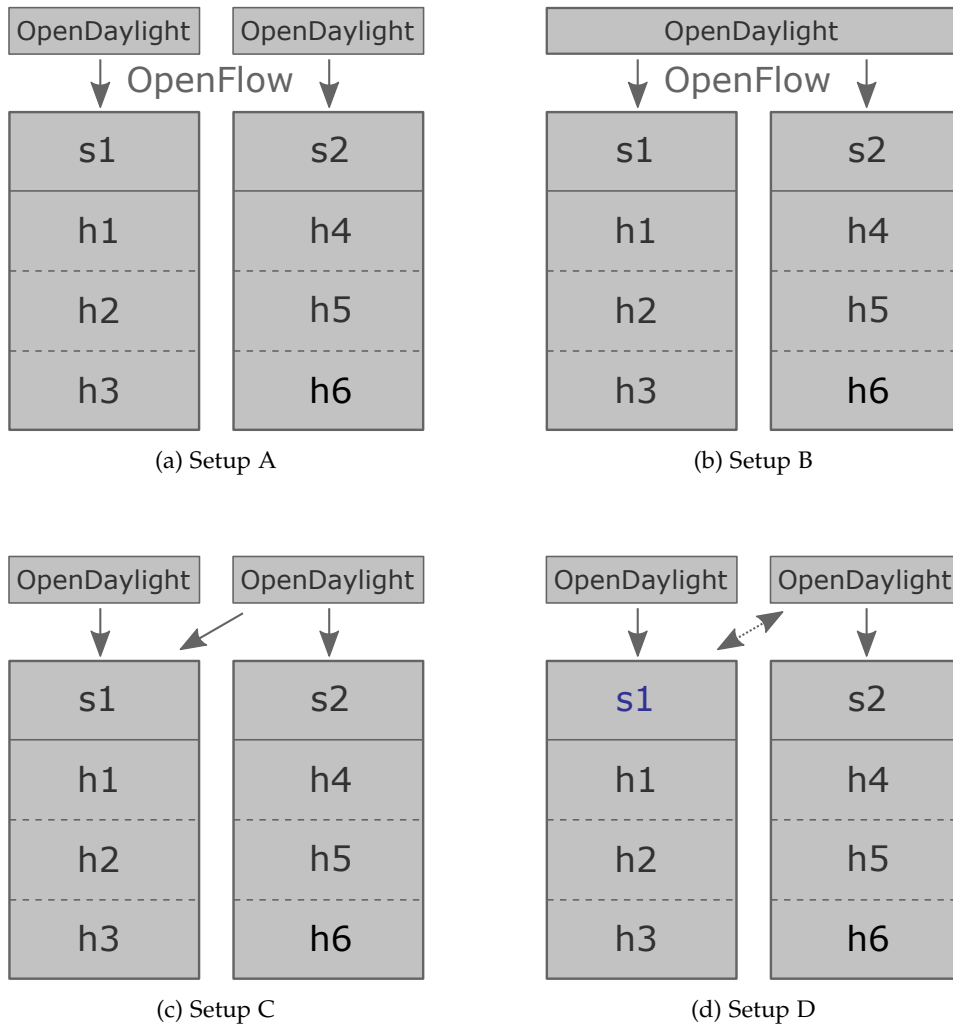 OpenDaylight
OpenDaylight
OpenFlow
s1
s2
h1
h4
h2
h5
h3
h6
(a) Setup A
OpenDaylight
OpenFlow
s1
s2
h1
h4
h2
h5
h3
h6
(b) Setup B
OpenDaylight
OpenDaylight
s1
s2
h1
h4
h2
h5
h3
h6
(c) Setup C
OpenDaylight
OpenDaylight
s1
s2
h1
h4
h2
h5
h3
h6
(d) Setup D